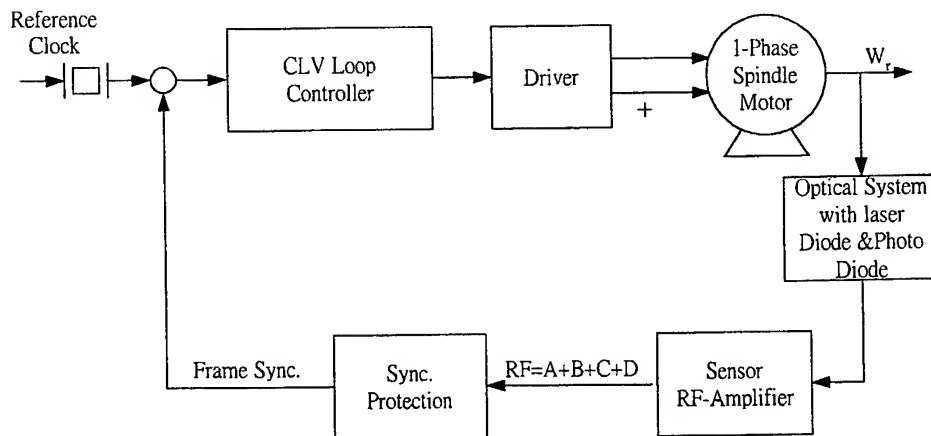 Reference
Clock
CLV Loop
Controller
Driver
+
1-Phase
Spindle
Motor
Wr
Optical System
with laser
Diode &Photo
Diode
Sensor
RF-Amplifier
RF=A+B+C+D
Sync.
Protection
Frame Sync.